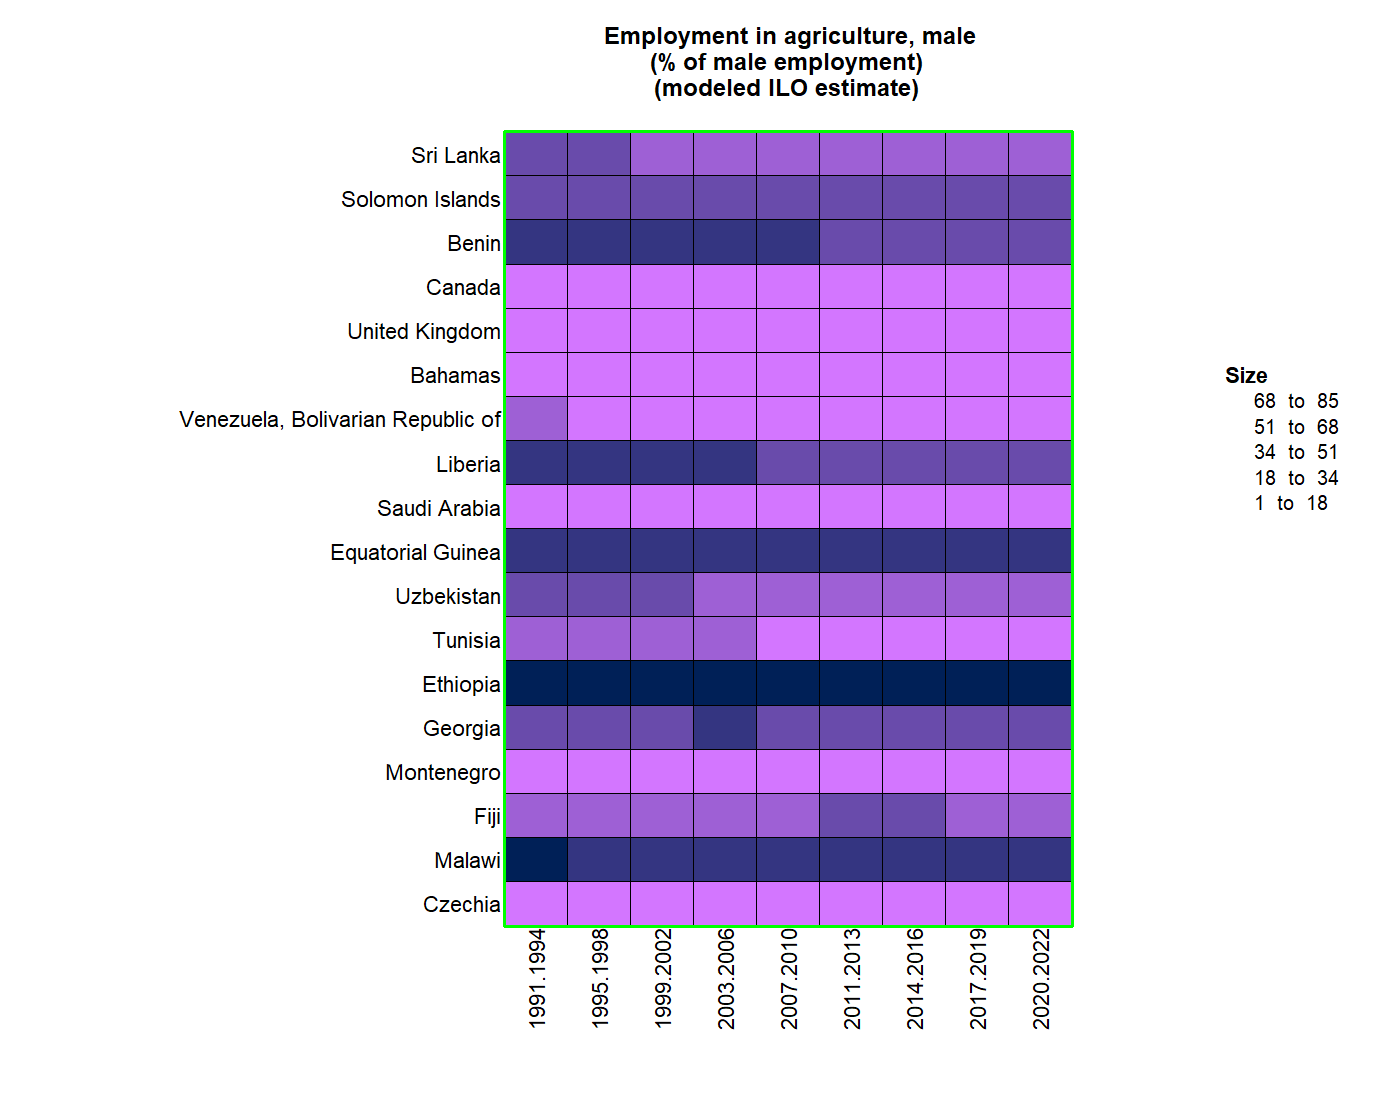 Employment in agriculture, male
(% of male employment)
(modeled ILO estimate)
Sri Lanka
Solomon Islands
Benin
Canada
United Kingdom
Bahamas
Venezuela, Bolivarian Republic of
Liberia
Saudi Arabia
Equatorial Guinea
Uzbekistan
Tunisia
Ethiopia
Georgia
Montenegro
Fiji
Malawi
Czechia
1991.1994
1995.1998
1999.2002
2003.2006
2007.2010
2011.2013
2014.2016
2017.2019
2020.2022
Size
68 to 85
51 to 68
34 to 51
18 to 34
1 to 18